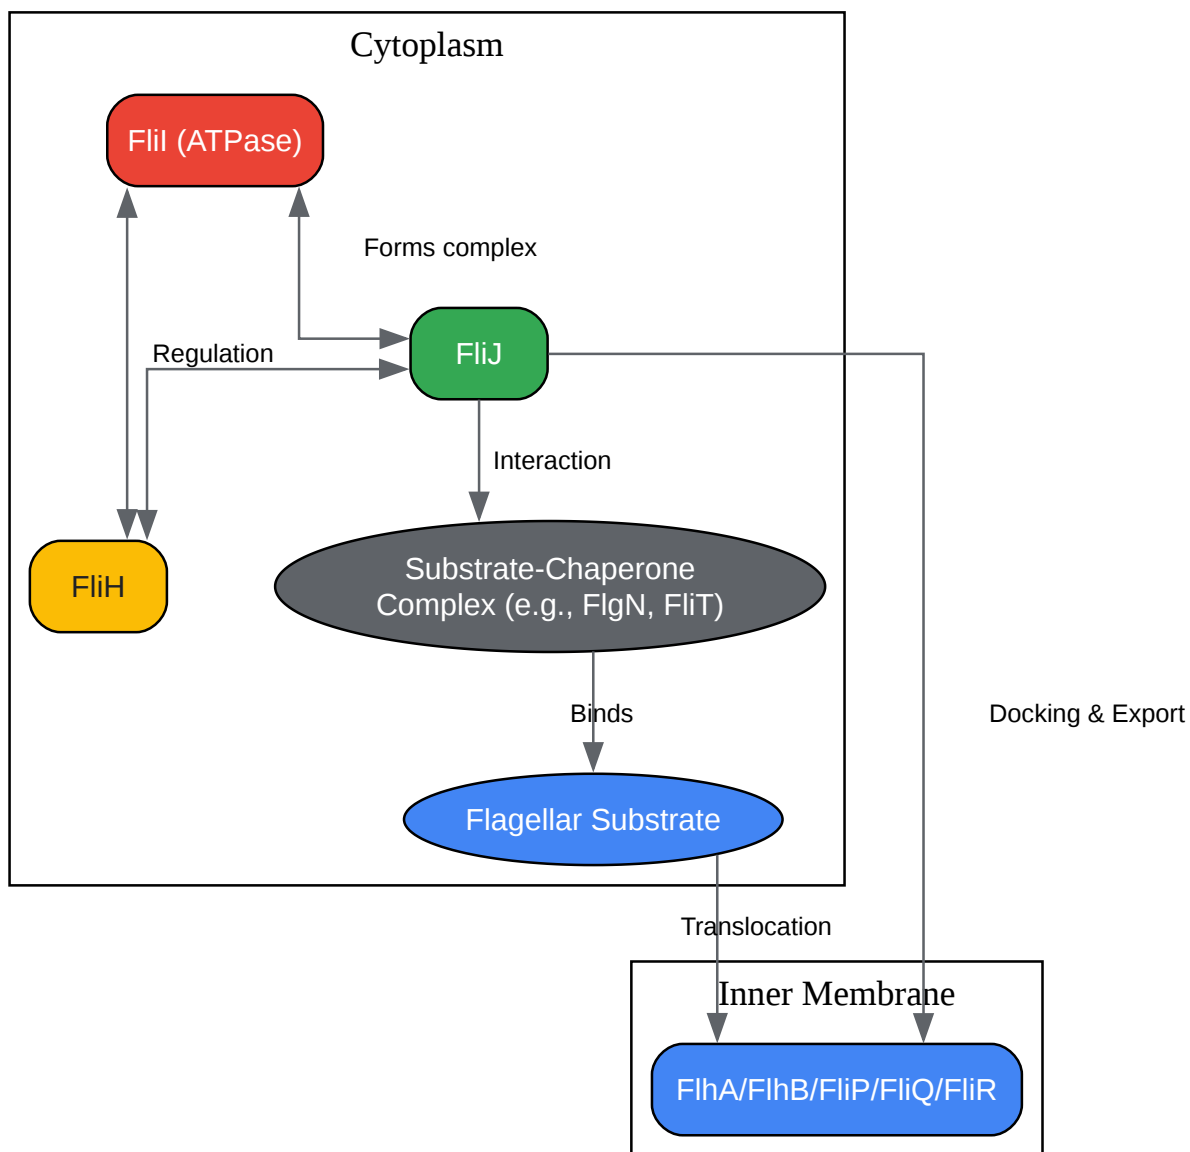 Cytoplasm
FliI (ATPase)
Forms complex
Regulation
FliJ
Interaction
FliH
Substrate-Chaperone
Complex (e.g., FlgN, FliT)
Binds
Docking & Export
Flagellar Substrate
Translocation
Inner Membrane
FlhA/FlhB/FliP/FliQ/FliR